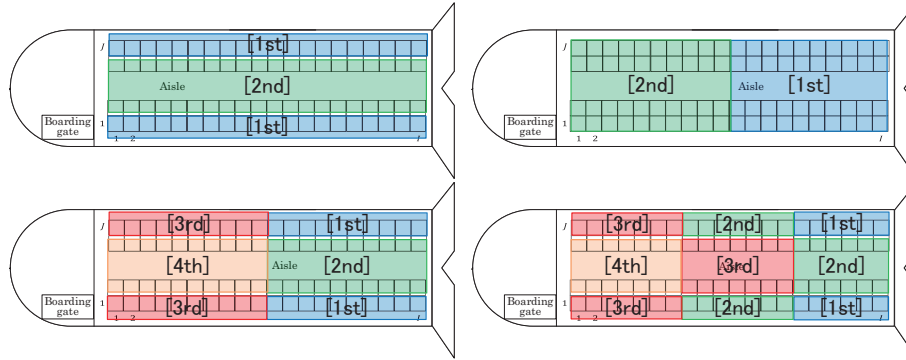 J
[1st]
Aisle
[2nd]
Boarding
gate
1
[1st]
1 2
I
J
[2nd]
Aisle
[1st]
Boarding
gate
1
1 2
I
[3rd]
[1st]
J
[4th]
Aisle
[2nd]
Boarding
gate
1
[3rd]
[1st]
1 2
I
[3rd]
[2nd]
[1st]
J
[4th]
Aisle
[3rd]
[2nd]
Boarding
gate
1
[3rd]
[2nd]
[1st]
1 2
I